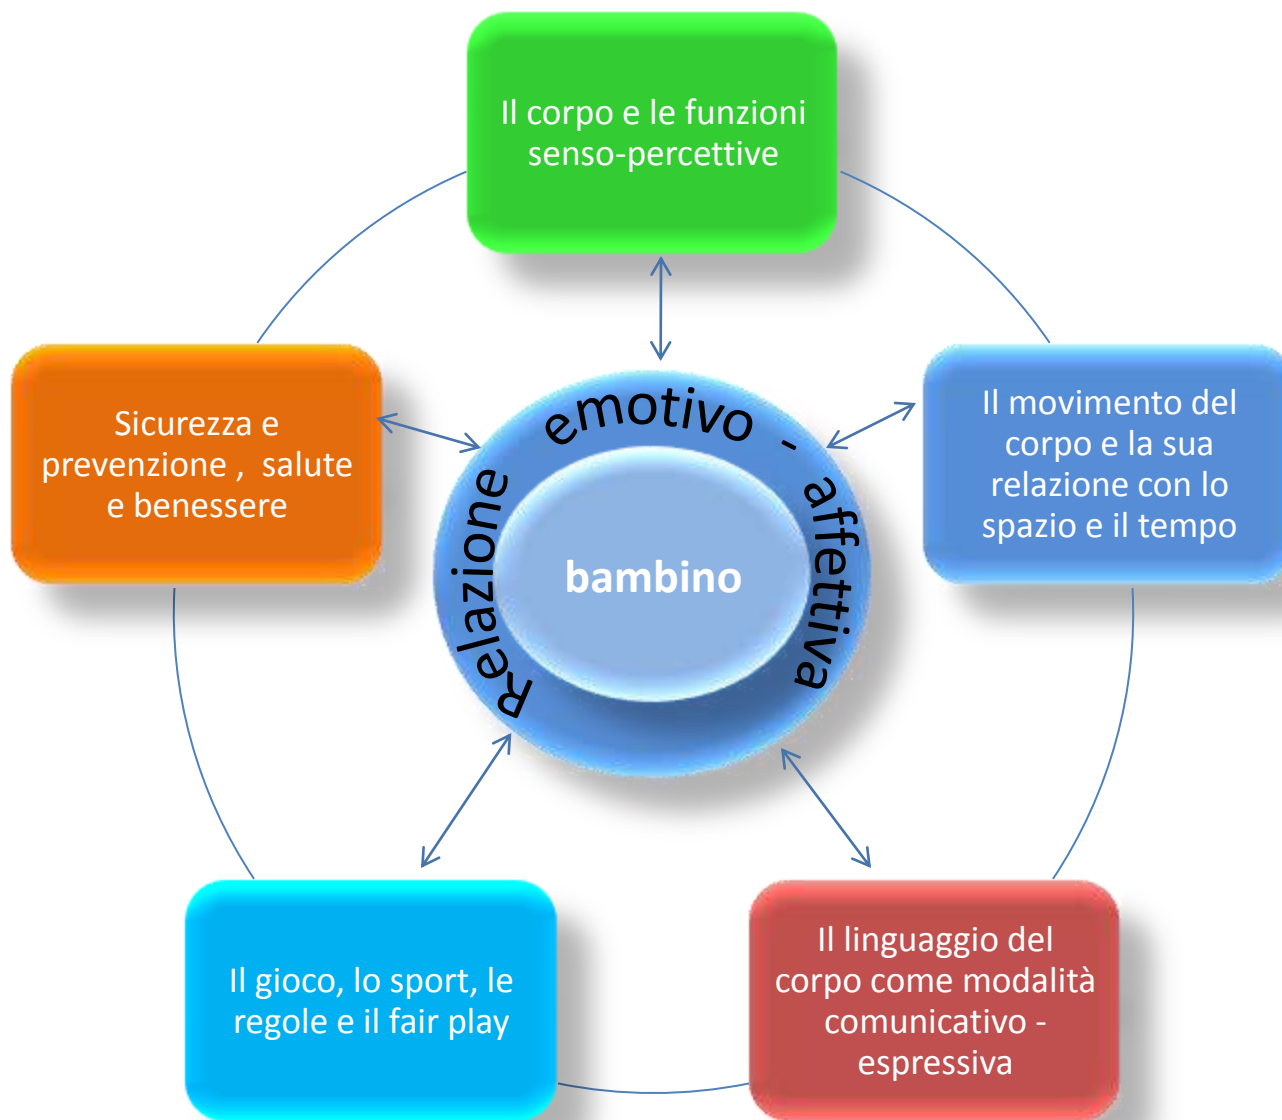 Il corpo e le funzioni
senso-percettive
Il movimento del
corpo e la sua
relazione con lo
spazio e il tempo
Il linguaggio del
corpo come modalità
comunicativo -
espressiva
Il gioco, lo sport, le
regole e il fair play
Sicurezza e
prevenzione , salute
e benessere
Relazione emotivo - affettiva
bambino